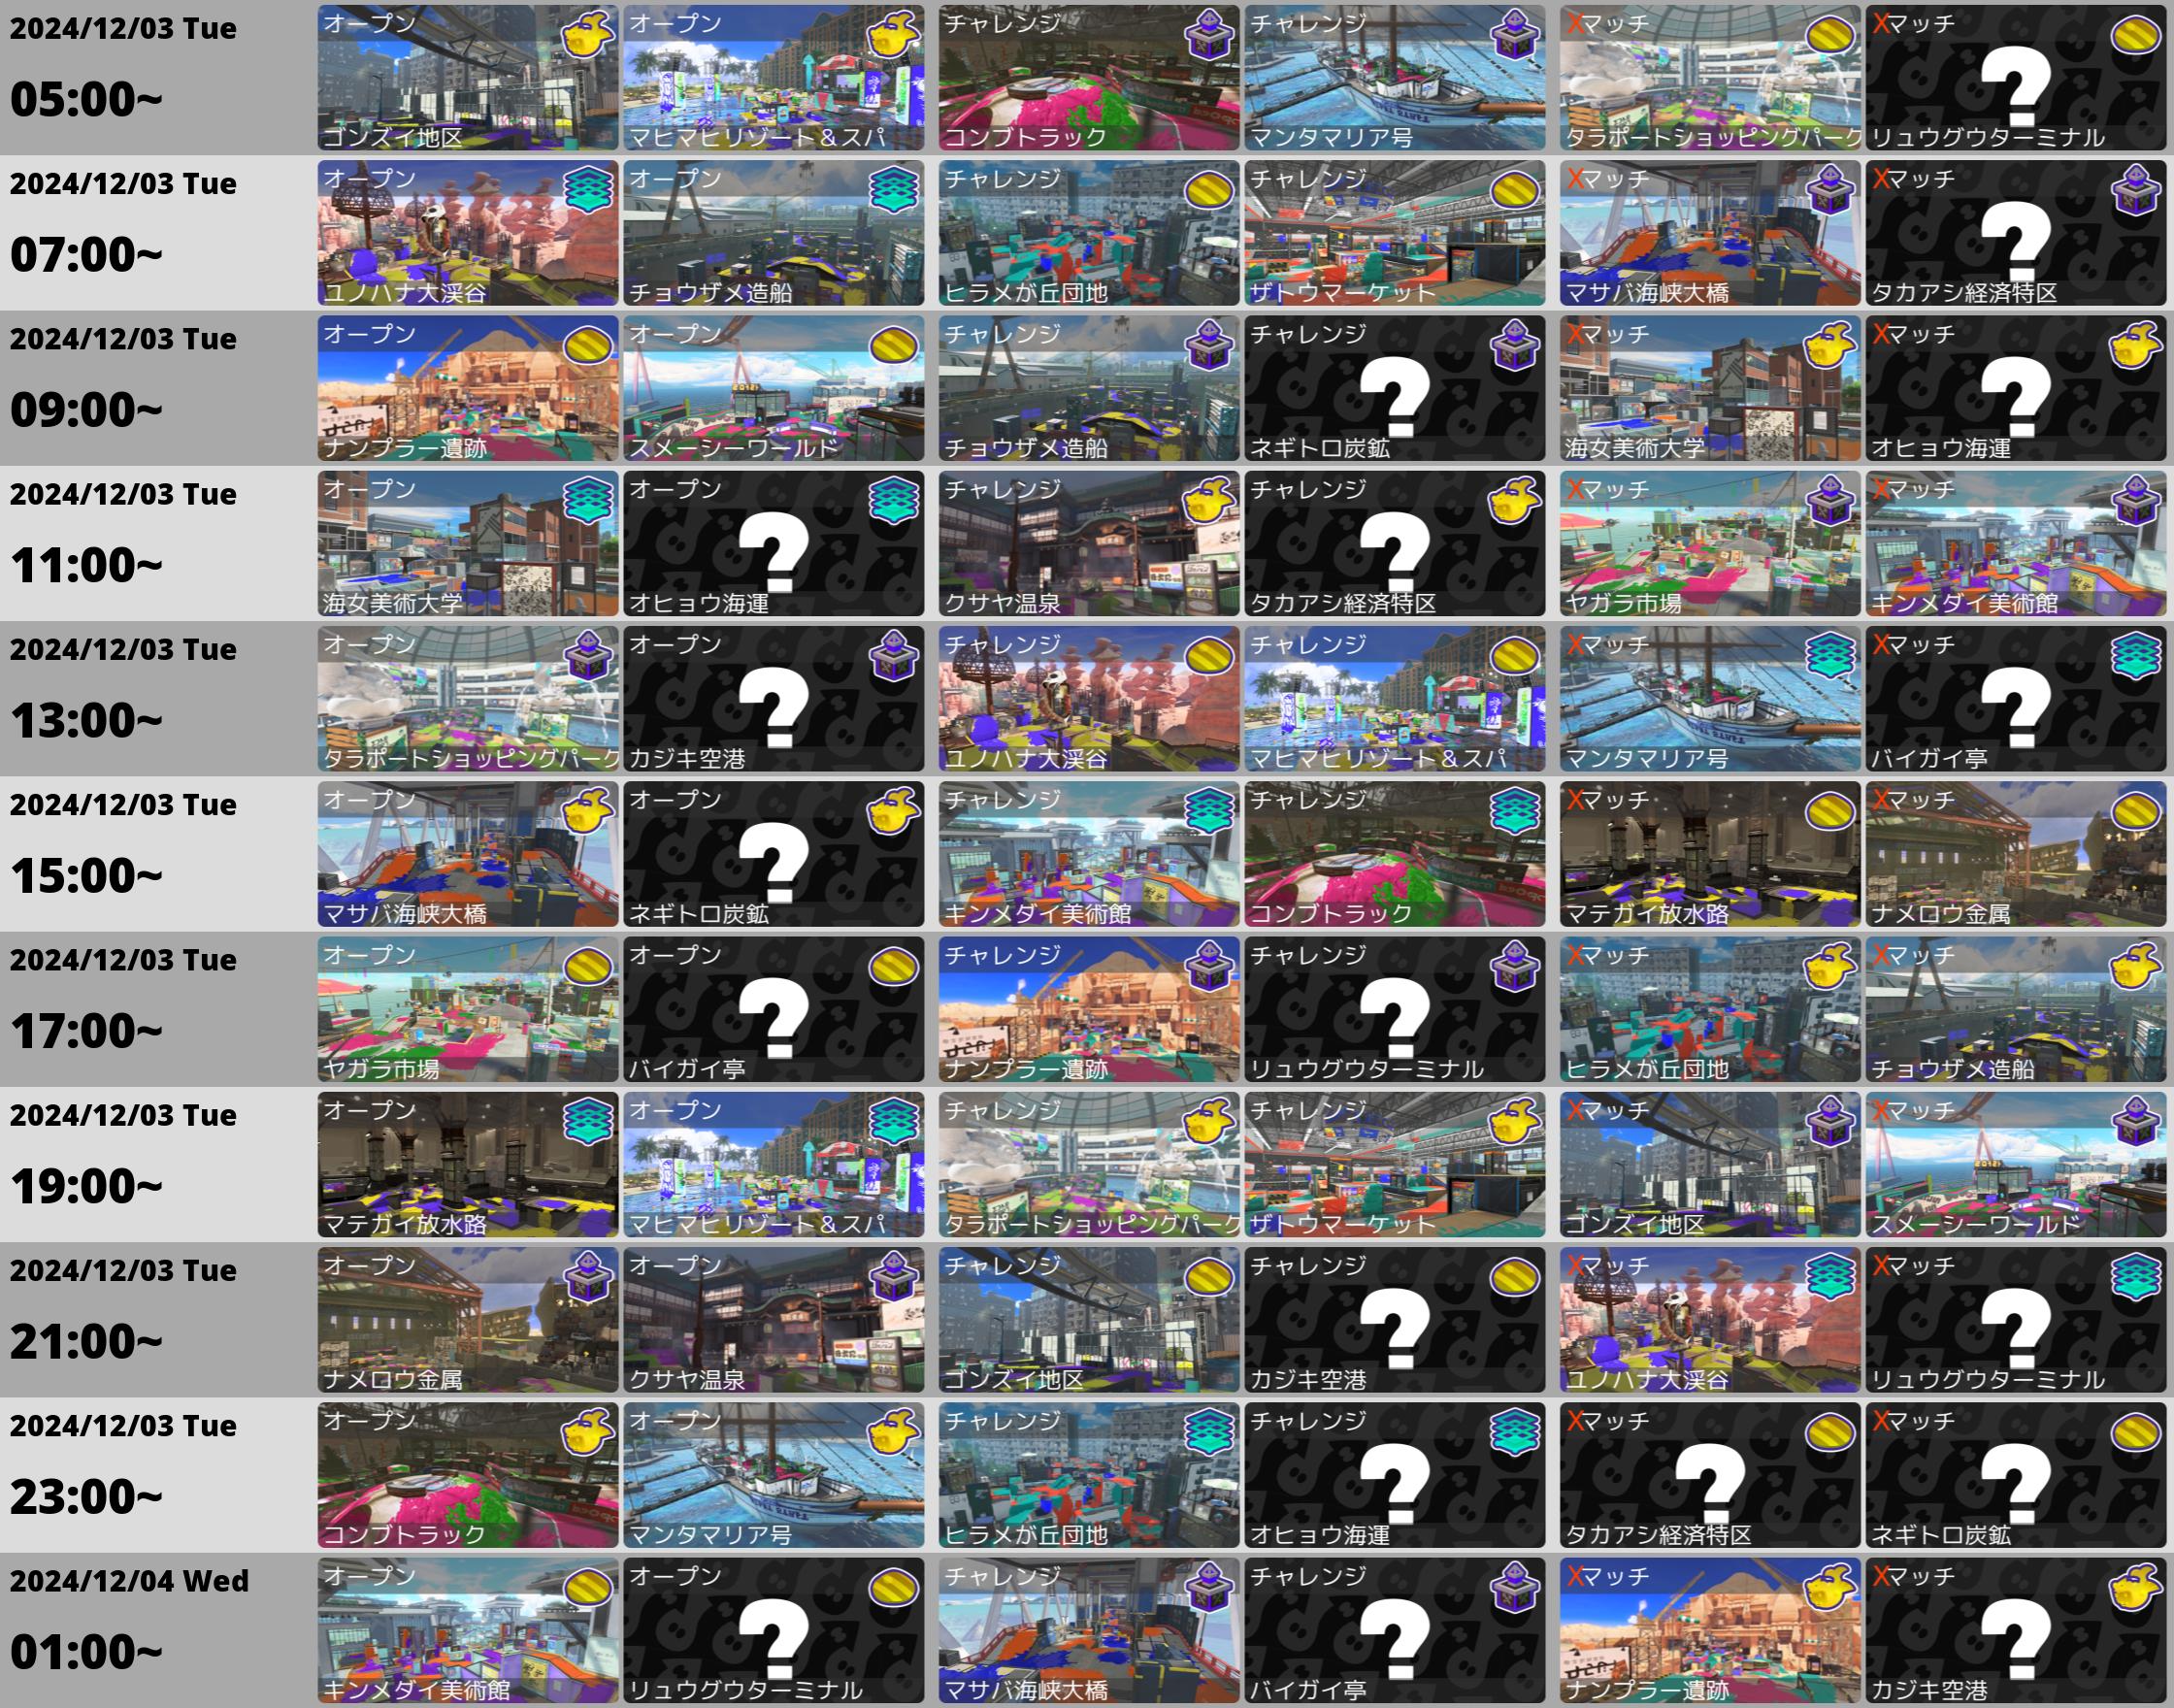 2024/12/03 Tue
05:00~
オープン
ゴンズイ地区
オープン
マヒマヒリゾート＆スパ
チャレンジ
コンブトラック
チャレンジ
マンタマリア号
Xマッチ
タラポートショッピングパーク
Xマッチ
リュウグウターミナル
2024/12/03 Tue
07:00~
オープン
ユノハナ大渓谷
オープン
チョウザメ造船
チャレンジ
ヒラメが丘団地
チャレンジ
ザトウマーケット
Xマッチ
マサバ海峡大橋
Xマッチ
タカアシ経済特区
2024/12/03 Tue
09:00~
オープン
ナンプラー遺跡
オープン
スメーシーワールド
チャレンジ
チョウザメ造船
チャレンジ
ネギトロ炭鉱
Xマッチ
海女美術大学
Xマッチ
オヒョウ海運
2024/12/03 Tue
11:00~
オープン
海女美術大学
オープン
オヒョウ海運
チャレンジ
クサヤ温泉
チャレンジ
タカアシ経済特区
Xマッチ
ヤガラ市場
Xマッチ
キンメダイ美術館
2024/12/03 Tue
13:00~
オープン
タラポートショッピングパーク
オープン
カジキ空港
チャレンジ
ユノハナ大渓谷
チャレンジ
マヒマヒリゾート＆スパ
Xマッチ
マンタマリア号
Xマッチ
バイガイ亭
2024/12/03 Tue
15:00~
オープン
マサバ海峡大橋
オープン
ネギトロ炭鉱
チャレンジ
キンメダイ美術館
チャレンジ
コンブトラック
Xマッチ
マテガイ放水路
Xマッチ
ナメロウ金属
2024/12/03 Tue
17:00~
オープン
ヤガラ市場
オープン
バイガイ亭
チャレンジ
ナンプラー遺跡
チャレンジ
リュウグウターミナル
Xマッチ
ヒラメが丘団地
Xマッチ
チョウザメ造船
2024/12/03 Tue
19:00~
オープン
マテガイ放水路
オープン
マヒマヒリゾート＆スパ
チャレンジ
タラポートショッピングパーク
チャレンジ
ザトウマーケット
Xマッチ
ゴンズイ地区
Xマッチ
スメーシーワールド
2024/12/03 Tue
21:00~
オープン
ナメロウ金属
オープン
クサヤ温泉
チャレンジ
ゴンズイ地区
チャレンジ
カジキ空港
Xマッチ
ユノハナ大渓谷
Xマッチ
リュウグウターミナル
2024/12/03 Tue
23:00~
オープン
コンブトラック
オープン
マンタマリア号
チャレンジ
ヒラメが丘団地
チャレンジ
オヒョウ海運
Xマッチ
タカアシ経済特区
Xマッチ
ネギトロ炭鉱
2024/12/04 Wed
01:00~
オープン
キンメダイ美術館
オープン
リュウグウターミナル
チャレンジ
マサバ海峡大橋
チャレンジ
バイガイ亭
Xマッチ
ナンプラー遺跡
Xマッチ
カジキ空港